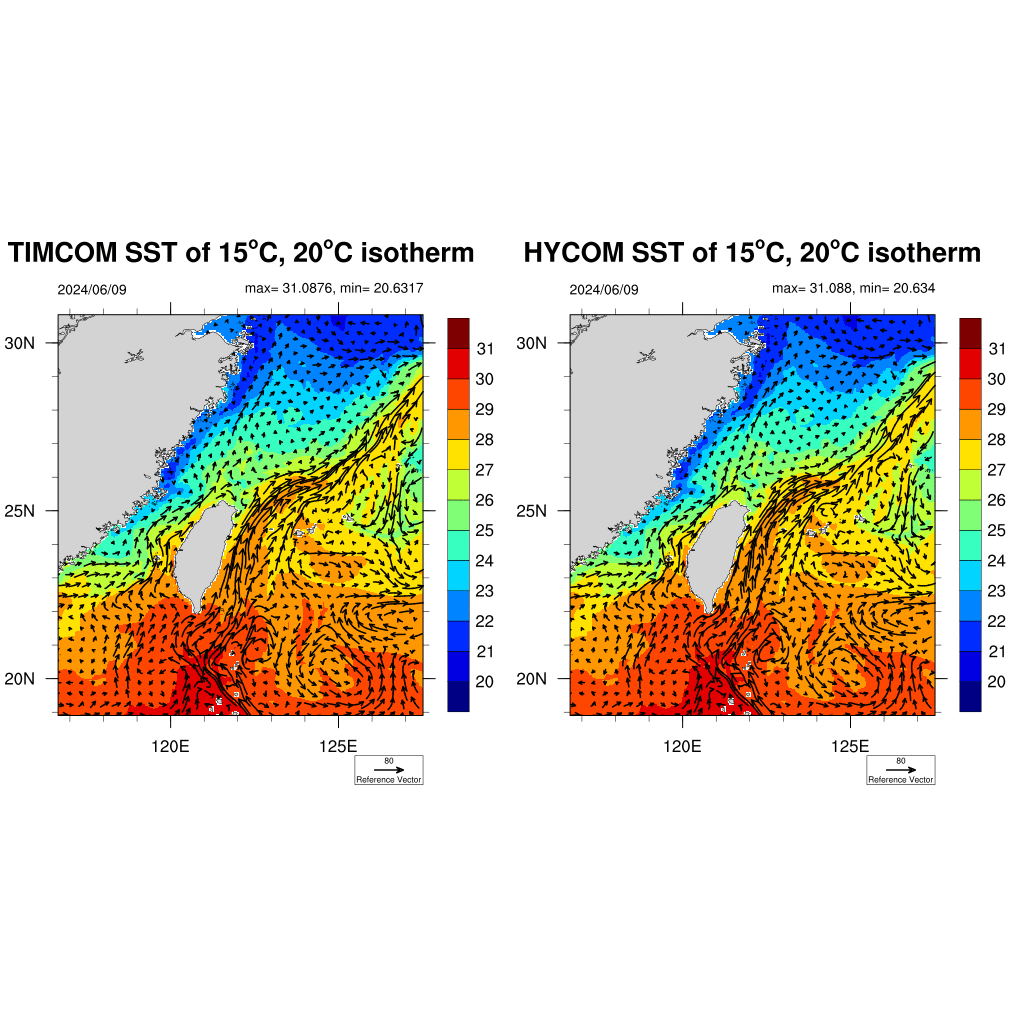 TIMCOM SST of 15°C, 20°C isotherm
2024/06/09
max= 31.0876, min= 20.6317
30N
25N
20N
120E
125E
31
30
29
28
27
26
25
24
23
22
21
20
80
Reference Vector
HYCOM SST of 15°C, 20°C isotherm
2024/06/09
max= 31.088, min= 20.634
30N
25N
20N
120E
125E
31
30
29
28
27
26
25
24
23
22
21
20
80
Reference Vector